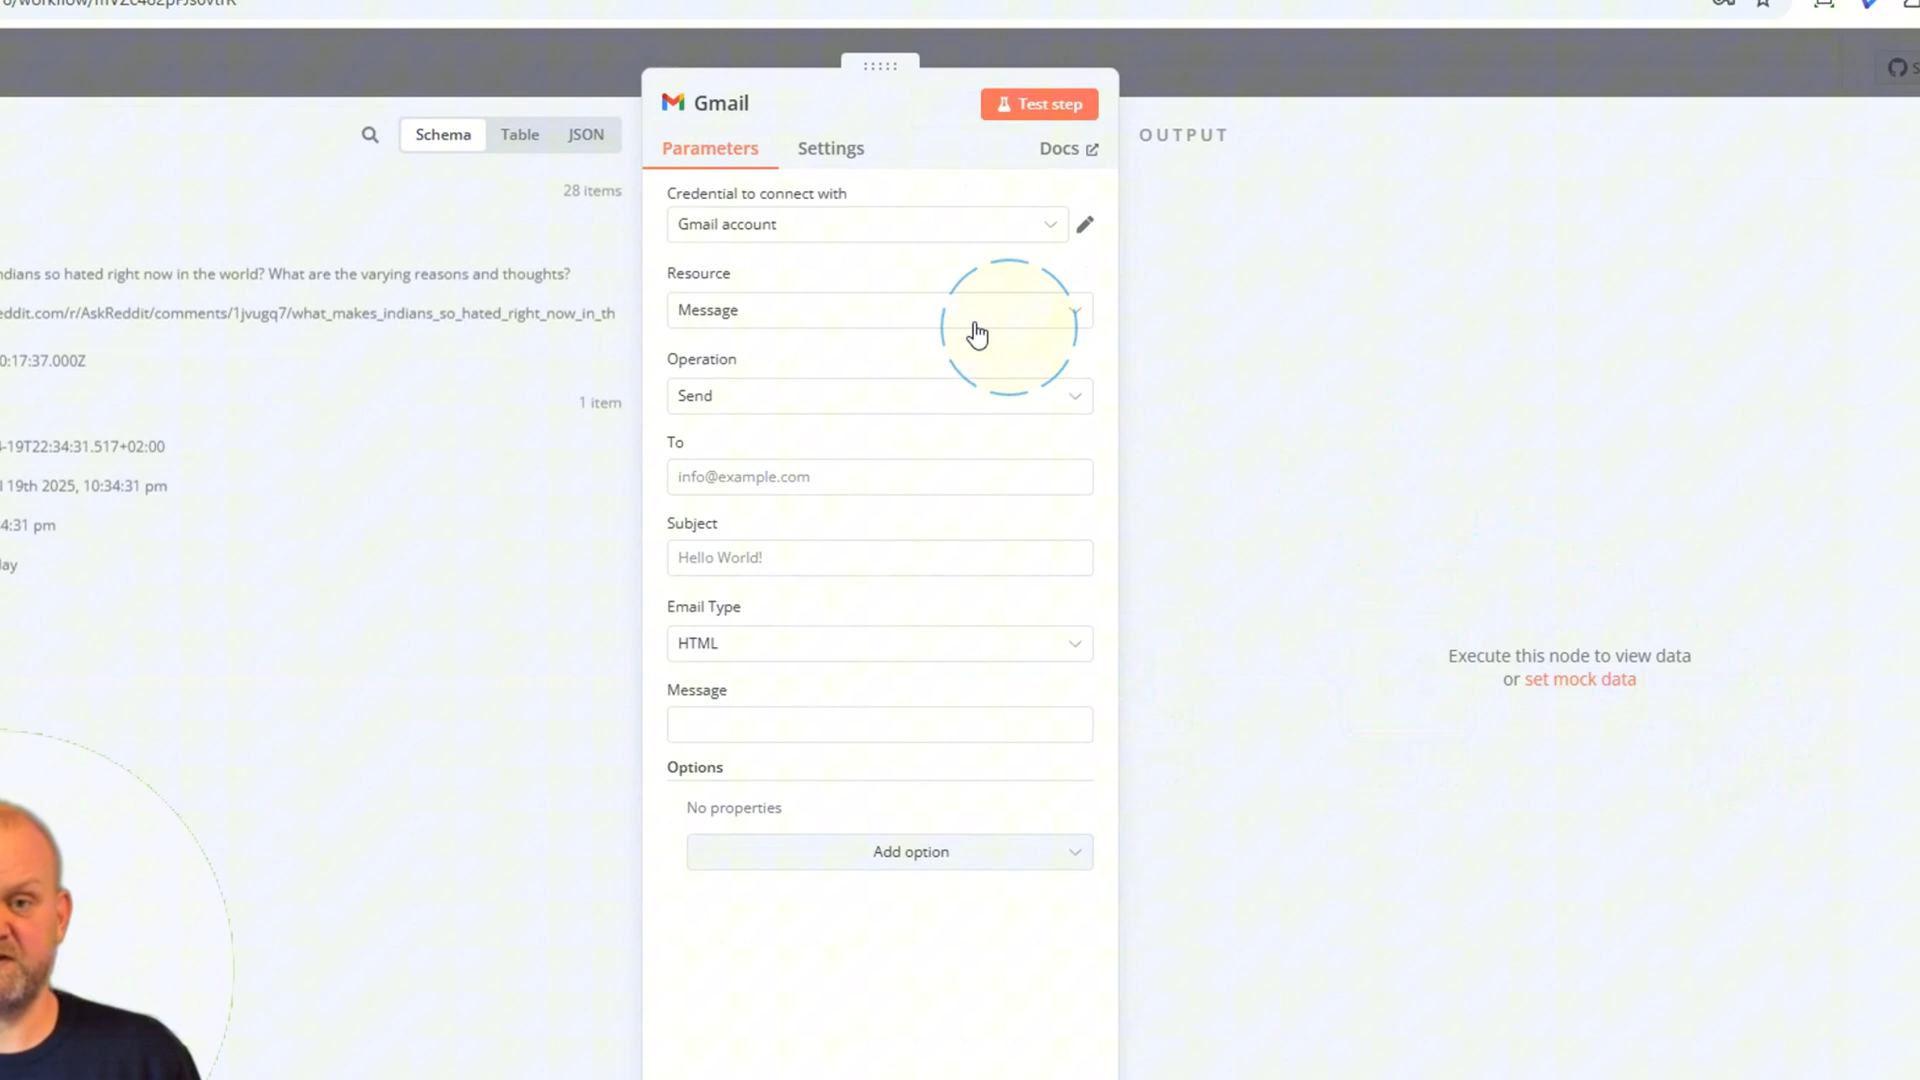 Gmail
Test step
Schema
Table
JSON
OUTPUT
Parameters
Settings
Docs
28 items
Credential to connect with
Gmail account
Resource
so hated right now in the world? What are the varying reasons and thoughts?
Message
eddit.com/r/AskReddit/comments/1jvugq7/what_makes_indians_so_hated_right_now_in_th
Operation
0:17:37.000Z
Send
1 item
To
-19T22:34:31.517+02:00
info@example.com
19th 2025, 10:34:31 pm
Subject
4:31 pm
Hello World!
Email Type
HTML
Execute this node to view data
or set mock data
Message
Options
No properties
Add option